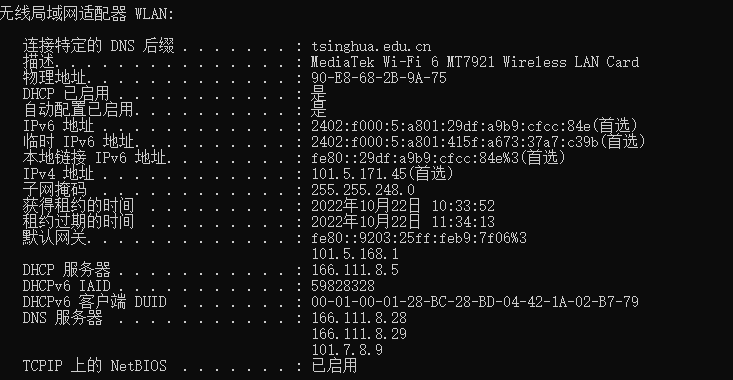 无线局域网适配器 WLAN:
连接特定的 DNS 后缀 . . . . . . . : tsinghua.edu.cn
描述. . . . . . . . . . . . . . . : MediaTek Wi-Fi 6 MT7921 Wireless LAN Card
物理地址. . . . . . . . . . . . . : 90-E8-68-2B-9A-75
DHCP 已启用 . . . . . . . . . . . : 是
自动配置已启用. . . . . . . . . . : 是
IPv6 地址 . . . . . . . . . . . . : 2402:f000:5:a801:29df:a9b9:cfcc:84e(首选)
临时 IPv6 地址. . . . . . . . . . : 2402:f000:5:a801:415f:a673:37a7:c39b(首选)
本地链接 IPv6 地址. . . . . . . . : fe80::29df:a9b9:cfcc:84e%3(首选)
IPv4 地址 . . . . . . . . . . . . : 101.5.171.45(首选)
子网掩码  . . . . . . . . . . . . : 255.255.248.0
获得租约的时间  . . . . . . . . . : 2022年10月22日 10:33:52
租约过期的时间  . . . . . . . . . : 2022年10月22日 11:34:13
默认网关. . . . . . . . . . . . . : fe80::9203:25ff:feb9:7f06%3
101.5.168.1
DHCP 服务器 . . . . . . . . . . . : 166.111.8.5
DHCPv6 IAID . . . . . . . . . . . : 59828328
DHCPv6 客户端 DUID  . . . . . . . : 00-01-00-01-28-BC-28-BD-04-42-1A-02-B7-79
DNS 服务器  . . . . . . . . . . . : 166.111.8.28
166.111.8.29
101.7.8.9
TCPIP 上的 NetBIOS  . . . . . . . : 已启用